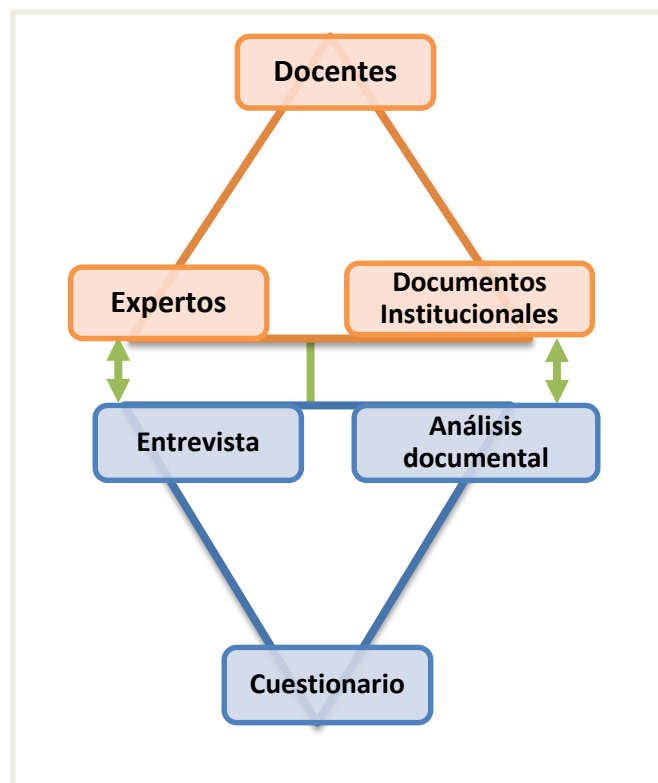 Docentes
Expertos
Documentos
Institucionales
Entrevista
Análisis
documental
Cuestionario